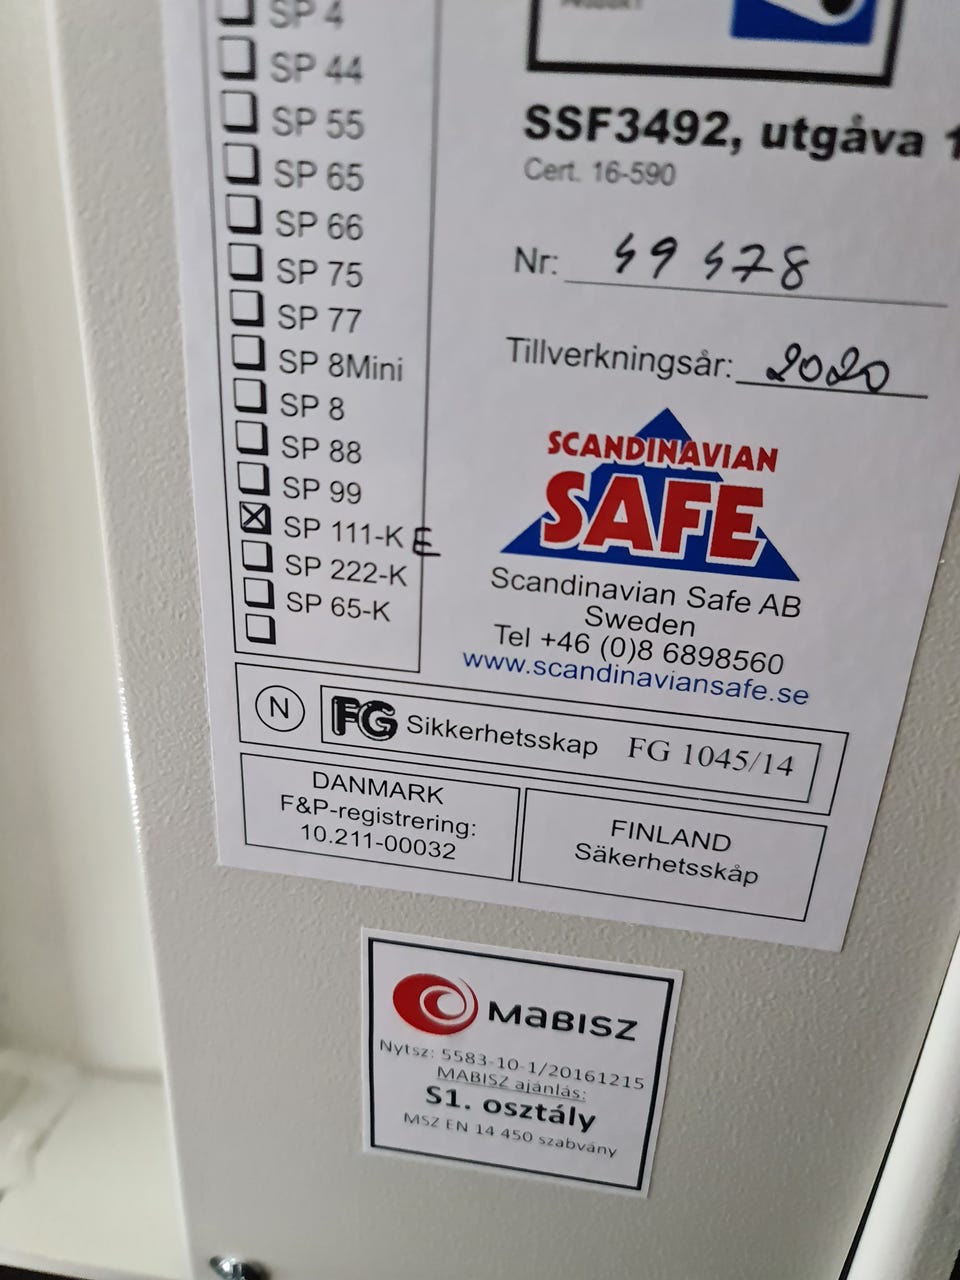 SP 4
SP 44
SP 55
SP 65
SP 66
SP 75
SP 77
SP 8Mini
SP 8
SP 88
SP 99
SP 111-K E
SP 222-K
SP 65-K
SSF3492, utgåva 1
Cert. 16-590
Nr: 49 478
Tillverkningsår: 2020
SCANDINAVIAN
SAFE
Scandinavian Safe AB
Sweden
Tel +46 (0)8 6898560
www.scandinaviansafe.se
N FG Sikkerhetsskap FG 1045/14
DANMARK
F&P-registrering:
10.211-00032
FINLAND
Säkerhetsskåp
MABISZ
Nytsz: 5583-10-1/20161215
MABISZ ajánlás:
S1. osztály
MSZ EN 14 450 szabvány